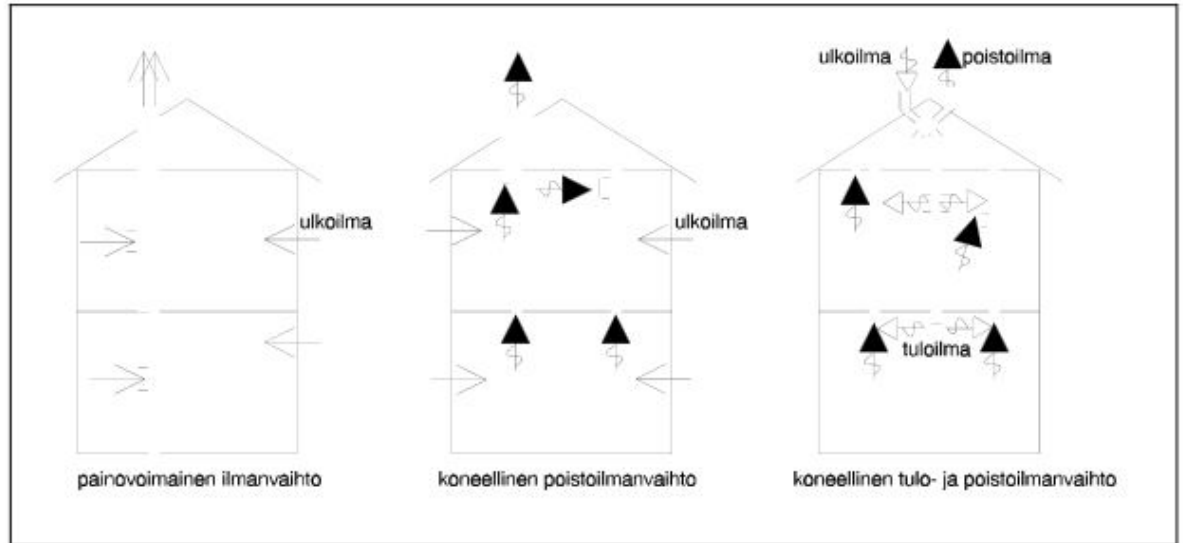 ulkoilma poistoilma
ulkoilma
ulkoilma
tuloilma
painovoimainen ilmanvaihto
koneellinen poistoilmanvaihto
koneellinen tulo- ja poistoilmanvaihto